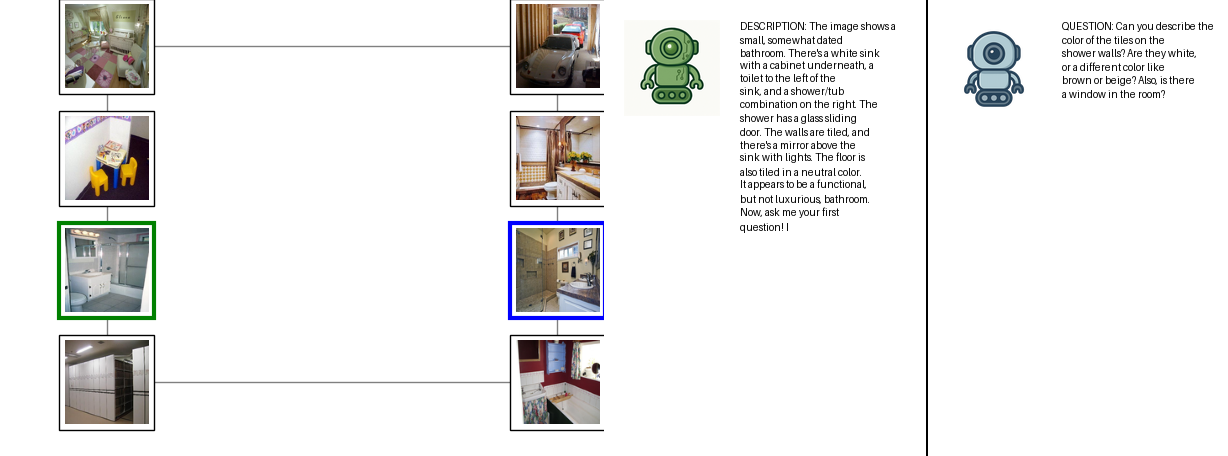 DESCRIPTION: The image shows a
small, somewhat dated
bathroom. There's a white sink
with a cabinet underneath, a
toilet to the left of the
sink, and a shower/tub
combination on the right. The
shower has a glass sliding
door. The walls are tiled, and
there's a mirror above the
sink with lights. The floor is
also tiled in a neutral color.
It appears to be a functional,
but not luxurious, bathroom.
Now, ask me your first
question! I
QUESTION: Can you describe the
color of the tiles on the
shower walls? Are they white,
or a different color like
brown or beige? Also, is there
a window in the room?